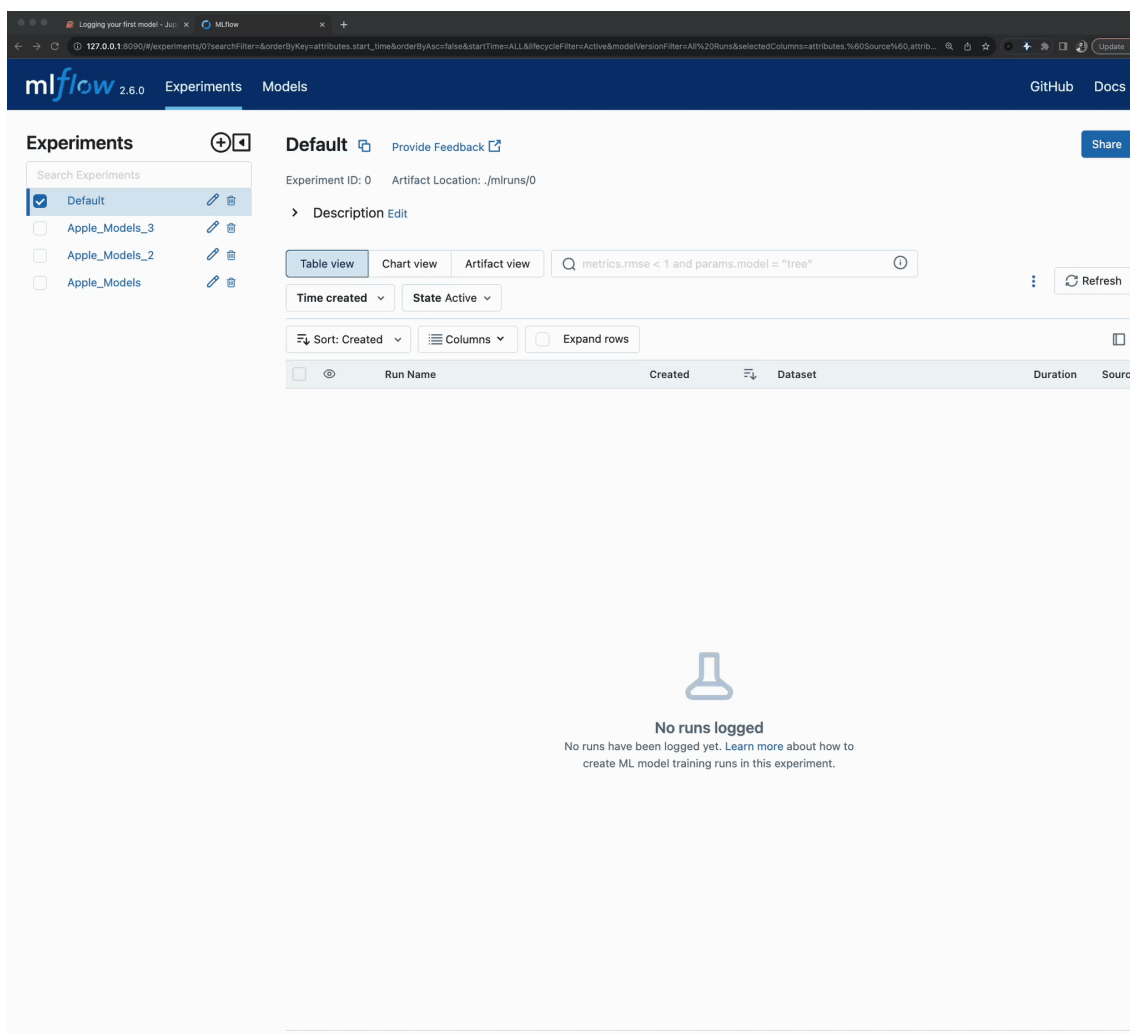 Logging your first model - Jup
MLflow
127.0.0.1:8090/#/experiments/0?searchFilter=&orderByKey=attributes.start_time&orderByAsc=false&startTime=ALL&lifecycleFilter=Active&modelVersionFilter=All%20Runs&selectedColumns=attributes.%60Source%60,attrib...
Update
mlflow 2.6.0 Experiments Models GitHub Docs
Experiments
Search Experiments
Default
Apple_Models_3
Apple_Models_2
Apple_Models
Default Provide Feedback Share
Experiment ID: 0 Artifact Location: ./mlruns/0
Description Edit
Table view Chart view Artifact view metrics.rmse < 1 and params.model = "tree"
Refresh
Time created State Active
Sort: Created Columns Expand rows
Run Name Created Dataset Duration Sourc
No runs logged
No runs have been logged yet. Learn more about how to
create ML model training runs in this experiment.